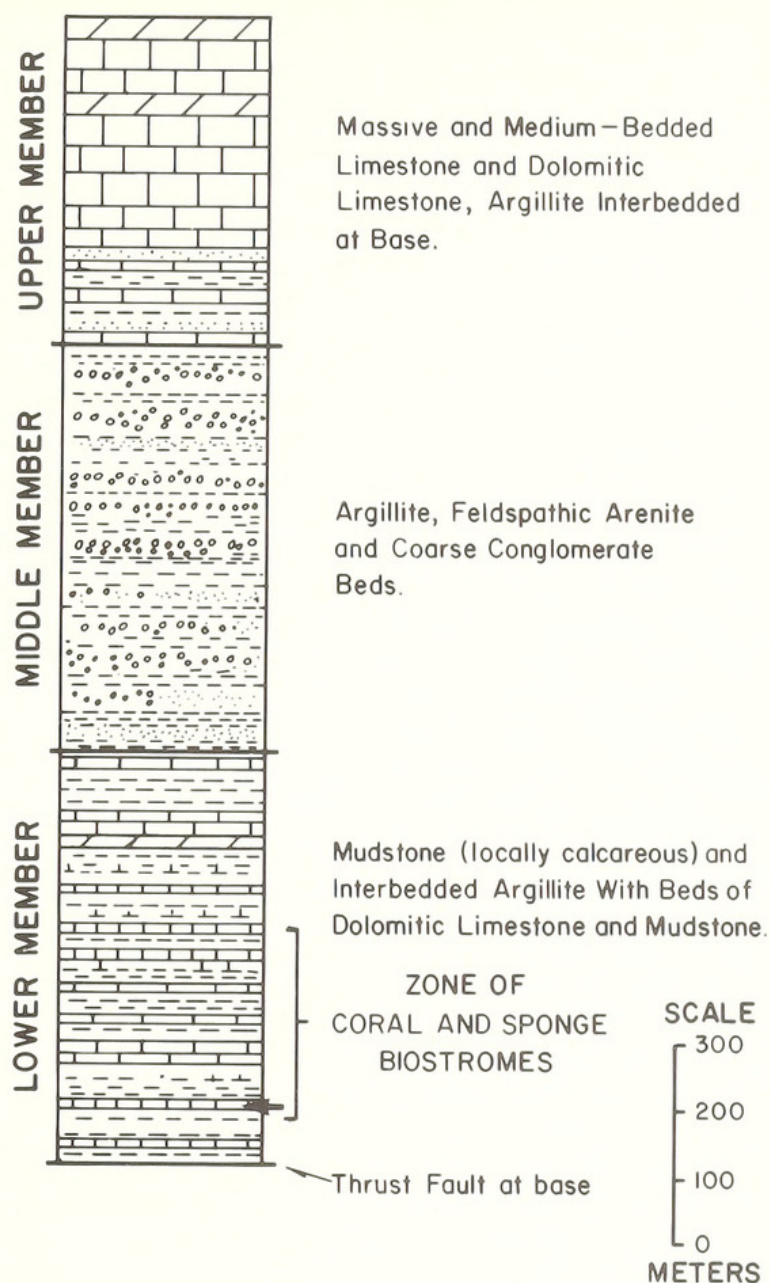 UPPER MEMBER
Massive and Medium-Bedded
Limestone and Dolomitic
Limestone, Argillite Interbedded
at Base.
MIDDLE MEMBER
Argillite, Feldspathic Arenite
and Coarse Conglomerate
Beds.
LOWER MEMBER
Mudstone (locally calcareous) and
Interbedded Argillite With Beds of
Dolomitic Limestone and Mudstone.
ZONE OF
CORAL AND SPONGE
BIOSTROMES
Thrust Fault at base
SCALE
300
200
100
0
METERS